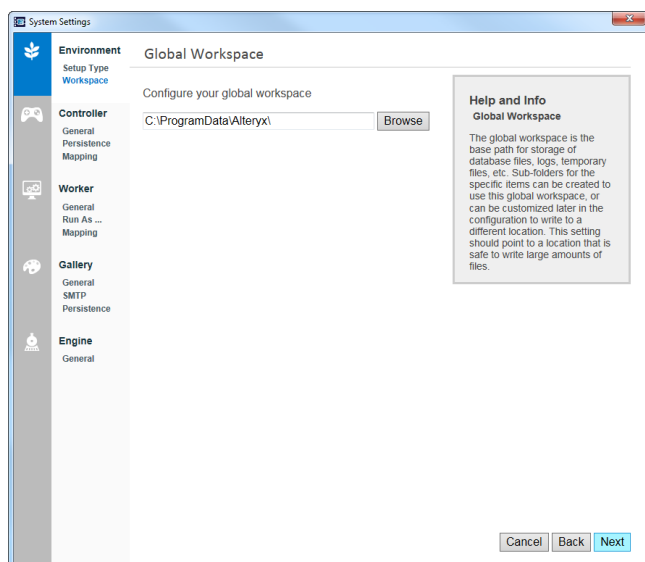 System Settings
x
Environment
Setup Type
Workspace
Controller
General
Persistence
Mapping
Worker
General
Run As ...
Mapping
Gallery
General
SMTP
Persistence
Engine
General
Global Workspace
Configure your global workspace
C:\ProgramData\Alteryx\ Browse
Help and Info
Global Workspace
The global workspace is the
base path for storage of
database files, logs, temporary
files, etc. Sub-folders for the
specific items can be created to
use this global workspace, or
can be customized later in the
configuration to write to a
different location. This setting
should point to a location that is
safe to write large amounts of
files.
Cancel Back Next